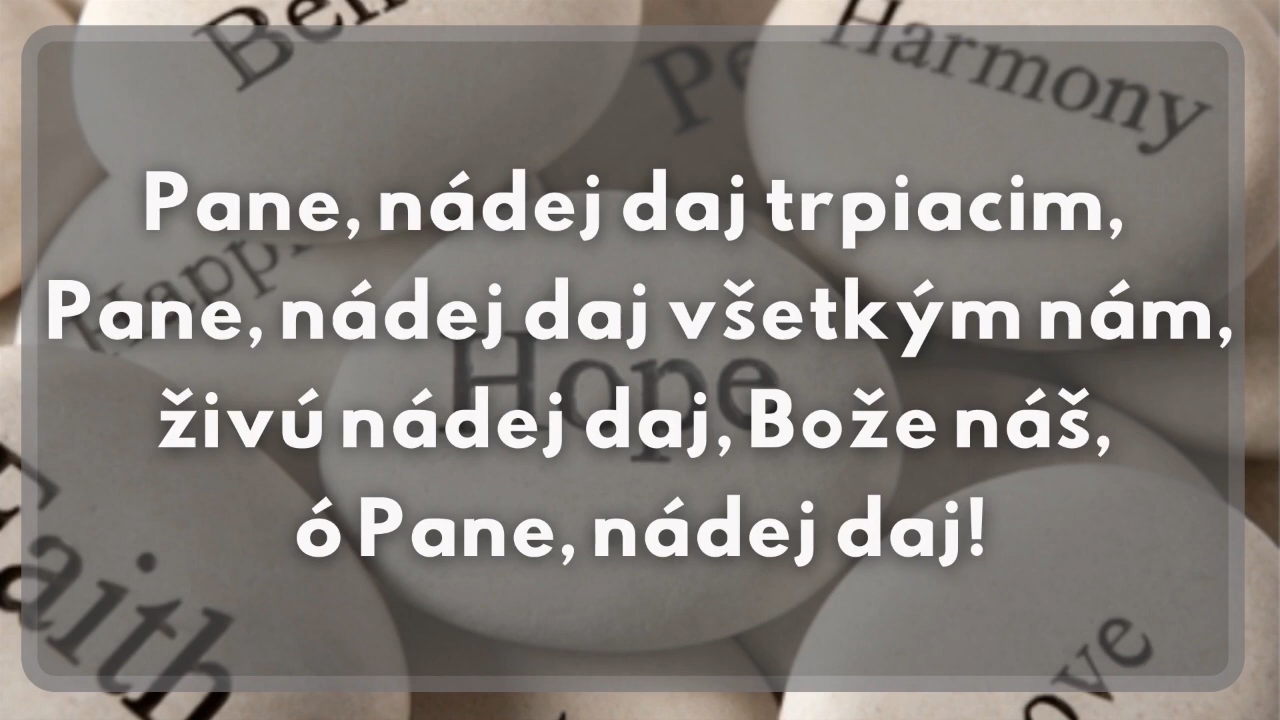 Harmony
Pane, nádej daj trpiacim,
Pane, nádej daj všetkým nám,
Hope
živú nádej daj, Bože náš,
ó Pane, nádej daj!
Faith